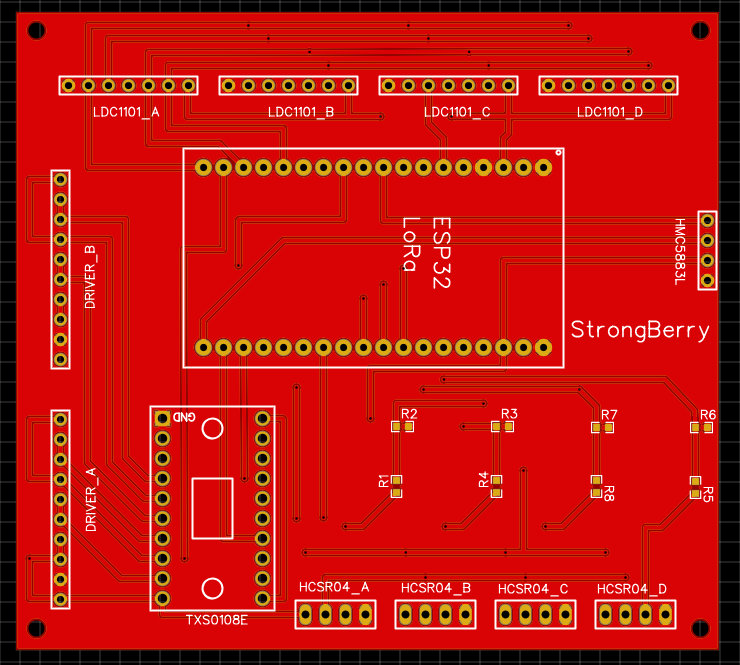 LDC1101_A
LDC1101_B
LDC1101_C
LDC1101_D
DRIVER_B
ESP32
LoRa
HMC5883L
StrongBerry
R2
R3
R7
R6
GND
DRIVER_A
R1
R4
R8
R5
TXS0108E
HCSR04_A
HCSR04_B
HCSR04_C
HCSR04_D